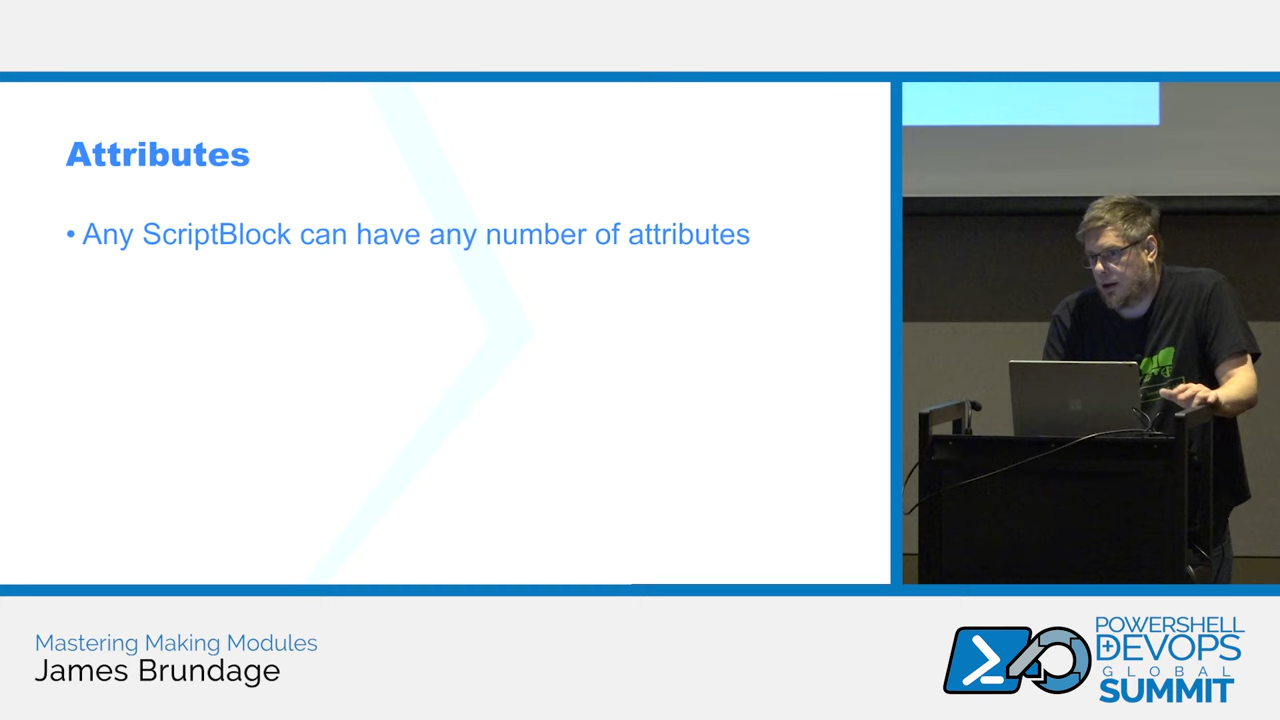 Attributes
• Any ScriptBlock can have any number of attributes
Mastering Making Modules
James Brundage
POWERSHELL
DEVOPS
GLOBAL
SUMMIT